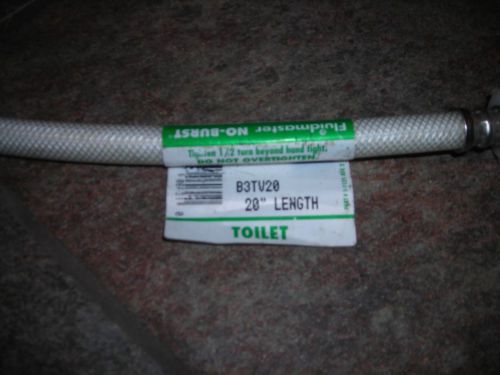 Fluidmaster NO-BURST
Tighten 1/2 turn beyond hand tight.
DO NOT OVERTIGHTEN.
B3TV20
20" LENGTH
TOILET